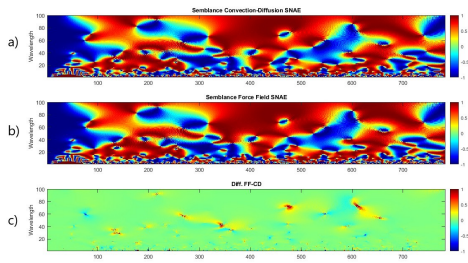 Semblance Convection-Diffusion SNAE
a)
Wavelength
100
80
60
40
20
100 200 300 400 500 600 700
1
0.5
0
-0.5
-1
Semblance Force Field SNAE
b)
Wavelength
100
80
60
40
20
100 200 300 400 500 600 700
1
0.5
0
-0.5
-1
Diff. FF-CD
c)
Wavelength
100
80
60
40
20
100 200 300 400 500 600 700
1
0.5
0
-0.5
-1